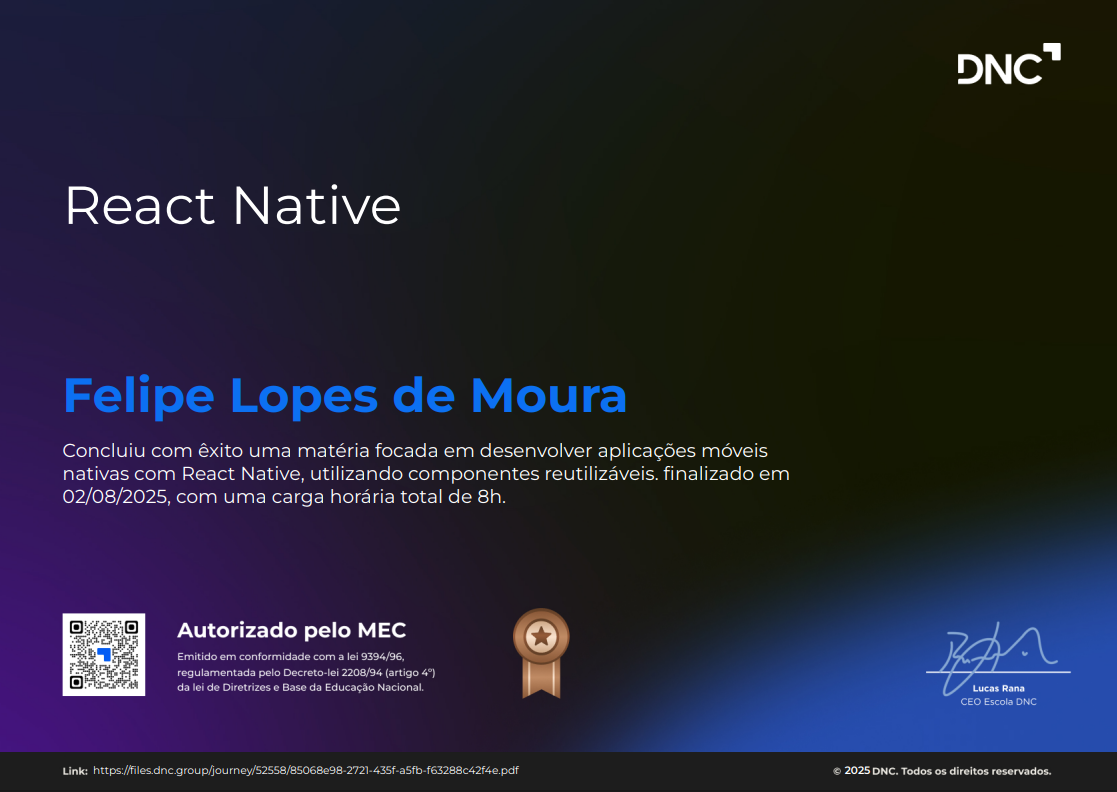 DNC
React Native
Felipe Lopes de Moura
Concluiu com êxito uma matéria focada em desenvolver aplicações móveis
nativas com React Native, utilizando componentes reutilizáveis. finalizado em
02/08/2025, com uma carga horária total de 8h.
Autorizado pelo MEC
Emitido em conformidade com a lei 9394/96,
regulamentada pelo Decreto-lei 2208/94 (artigo 4º)
da lei de Diretrizes e Base da Educação Nacional.
Lucas Rana
CEO Escola DNC
Link: https://files.dnc.group/journey/52558/85068e98-2721-435f-a5fb-f63288c42f4e.pdf
© 2025 DNC. Todos os direitos reservados.